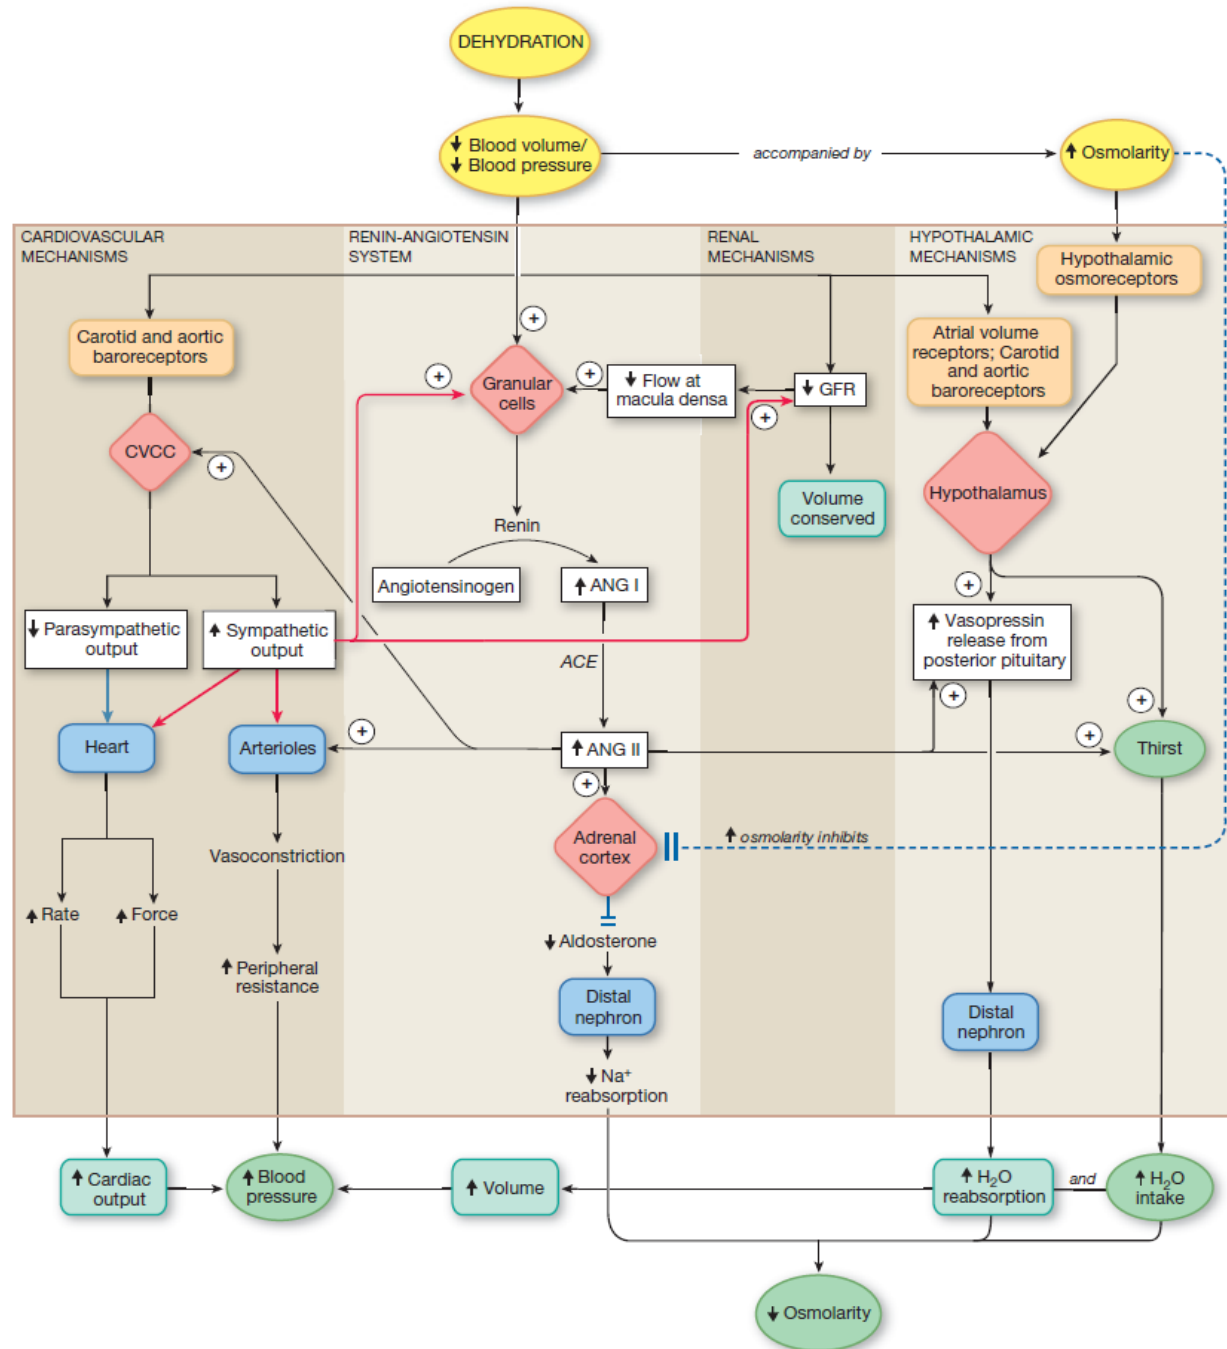 DEHYDRATION
↓ Blood volume/
↓ Blood pressure
accompanied by
↑ Osmolarity
CARDIOVASCULAR
MECHANISMS
RENIN-ANGIOTENSIN
SYSTEM
RENAL
MECHANISMS
HYPOTHALAMIC
MECHANISMS
Hypothalamic
osmoreceptors
Carotid and aortic
baroreceptors
+
Granular
cells
+
+
↓ Flow at
macula densa
↓ GFR
+
Atrial volume
receptors; Carotid
and aortic
baroreceptors
CVCC
+
Volume
conserved
Hypothalamus
Renin
Angiotensinogen
↑ ANG I
+
↓ Parasympathetic
output
↑ Sympathetic
output
ACE
↑ Vasopressin
release from
posterior pituitary
+
+
Heart
Arterioles
+
↑ ANG II
+
Thirst
+
Adrenal
cortex
↑ osmolarity inhibits
Vasoconstriction
↑ Rate
↑ Force
↓ Aldosterone
↑ Peripheral
resistance
Distal
nephron
Distal
nephron
↓ Na⁺
reabsorption
↑ Cardiac
output
↑ Blood
pressure
↑ Volume
↑ H₂O
reabsorption
and
↑ H₂O
intake
↓ Osmolarity